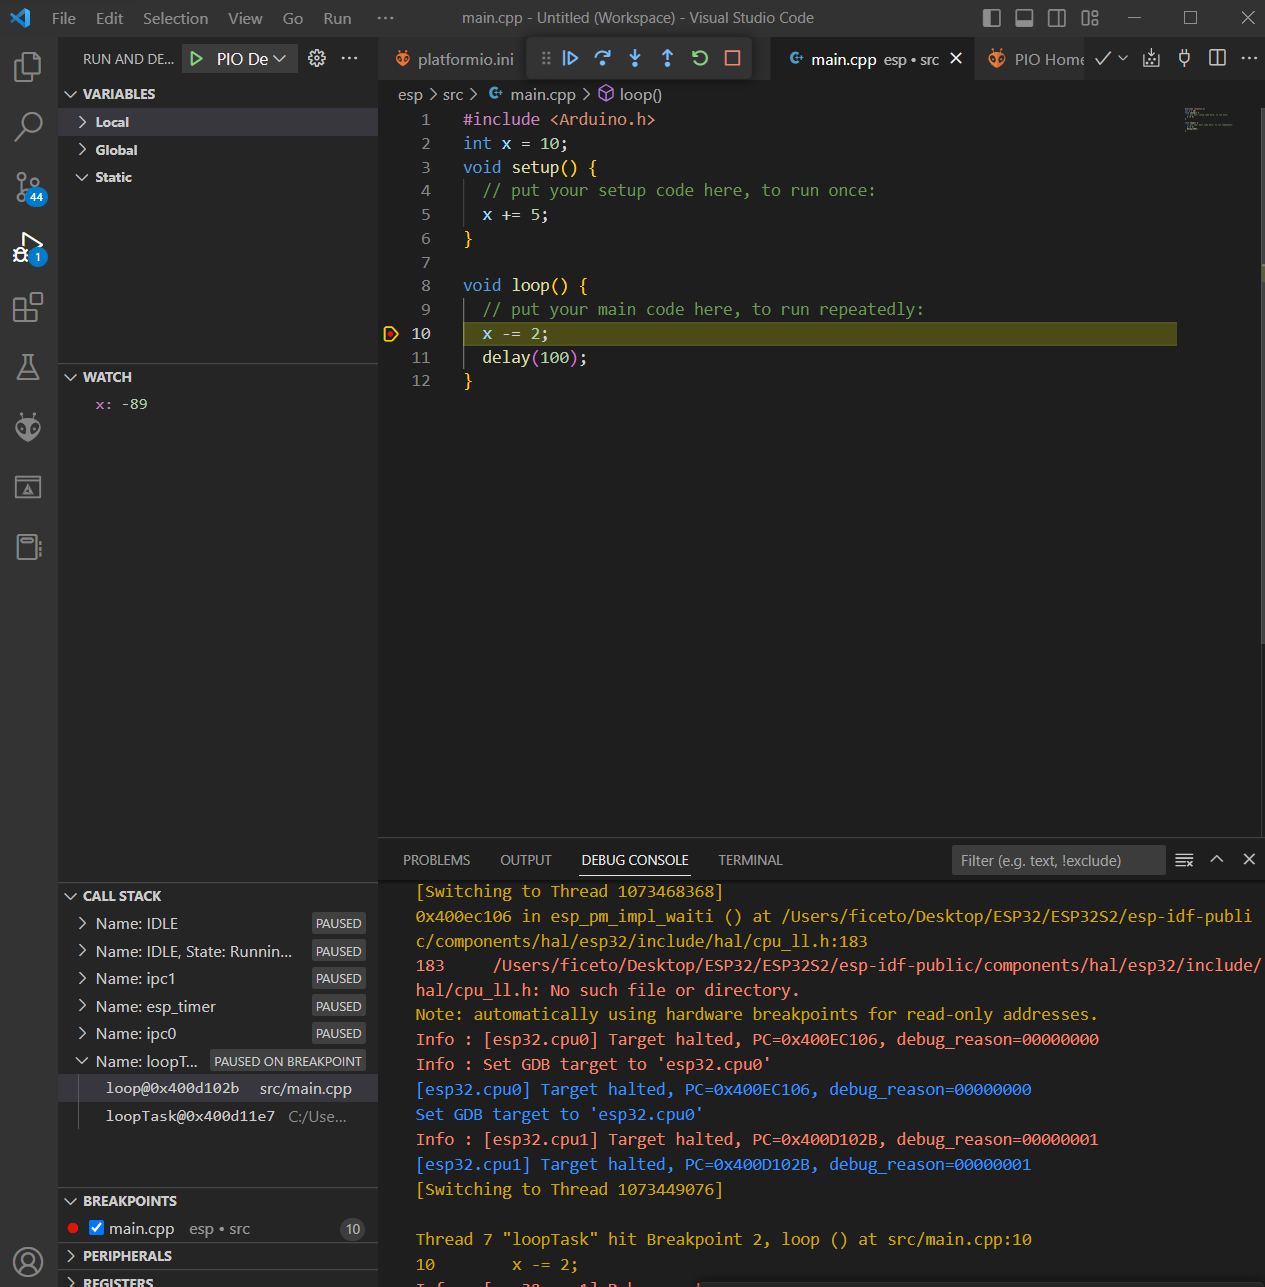 File Edit Selection View Go Run ··· main.cpp - Untitled (Workspace) - Visual Studio Code
RUN AND DE... PIO De ···
platformio.ini main.cpp esp • src PIO Home ···
VARIABLES
Local
Global
Static
44
1
WATCH
x: -89
CALL STACK
Name: IDLE PAUSED
Name: IDLE, State: Runnin... PAUSED
Name: ipc1 PAUSED
Name: esp_timer PAUSED
Name: ipc0 PAUSED
Name: loopT... PAUSED ON BREAKPOINT
loop@0x400d102b src/main.cpp
loopTask@0x400d11e7 C:/Use...
BREAKPOINTS
main.cpp esp • src 10
PERIPHERALS
REGISTERS
esp > src > main.cpp > loop()
1 #include <Arduino.h>
2 int x = 10;
3 void setup() {
4 // put your setup code here, to run once:
5 x += 5;
6 }
7
8 void loop() {
9 // put your main code here, to run repeatedly:
10 x -= 2;
11 delay(100);
12 }
PROBLEMS OUTPUT DEBUG CONSOLE TERMINAL Filter (e.g. text, !exclude)
[Switching to Thread 1073468368]
0x400ec106 in esp_pm_impl_waiti () at /Users/ficeto/Desktop/ESP32/ESP32S2/esp-idf-publi
c/components/hal/esp32/include/hal/cpu_ll.h:183
183 /Users/ficeto/Desktop/ESP32/ESP32S2/esp-idf-public/components/hal/esp32/include/
hal/cpu_ll.h: No such file or directory.
Note: automatically using hardware breakpoints for read-only addresses.
Info : [esp32.cpu0] Target halted, PC=0x400EC106, debug_reason=00000000
Info : Set GDB target to 'esp32.cpu0'
[esp32.cpu0] Target halted, PC=0x400EC106, debug_reason=00000000
Set GDB target to 'esp32.cpu0'
Info : [esp32.cpu1] Target halted, PC=0x400D102B, debug_reason=00000001
[esp32.cpu1] Target halted, PC=0x400D102B, debug_reason=00000001
[Switching to Thread 1073449076]
Thread 7 "loopTask" hit Breakpoint 2, loop () at src/main.cpp:10
10 x -= 2;